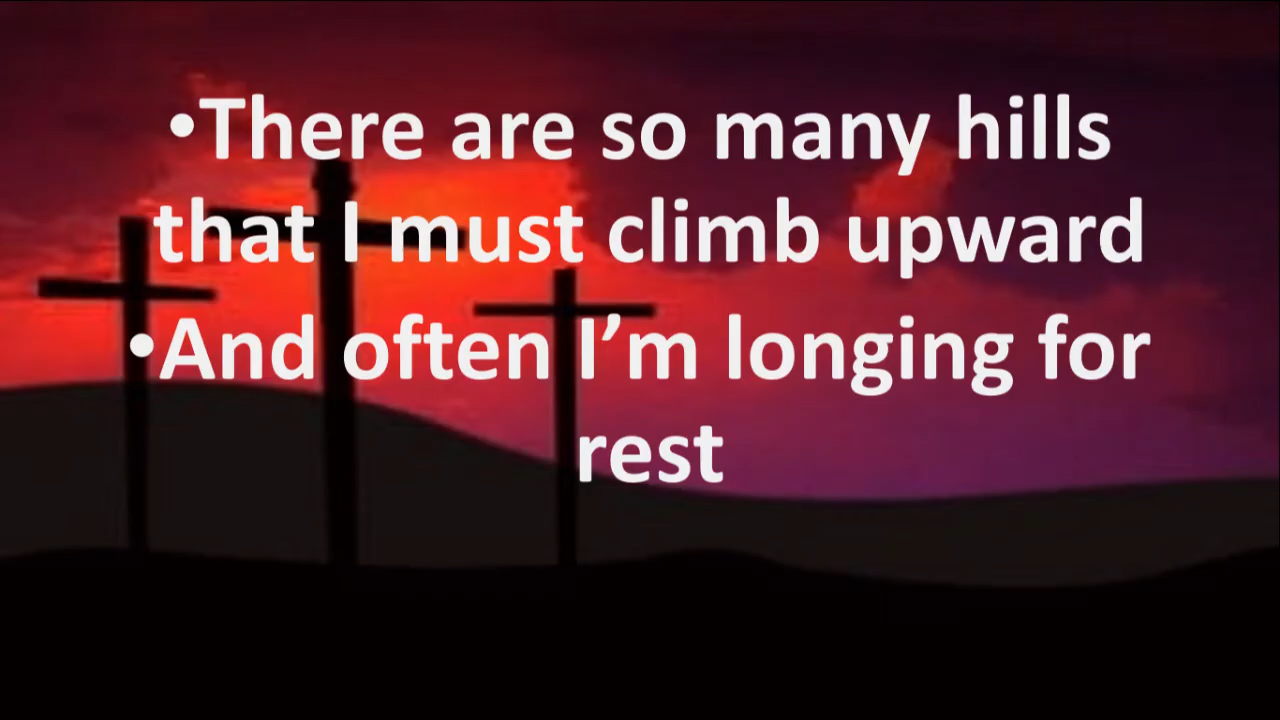 •There are so many hills
that I must climb upward
•And often I’m longing for
rest